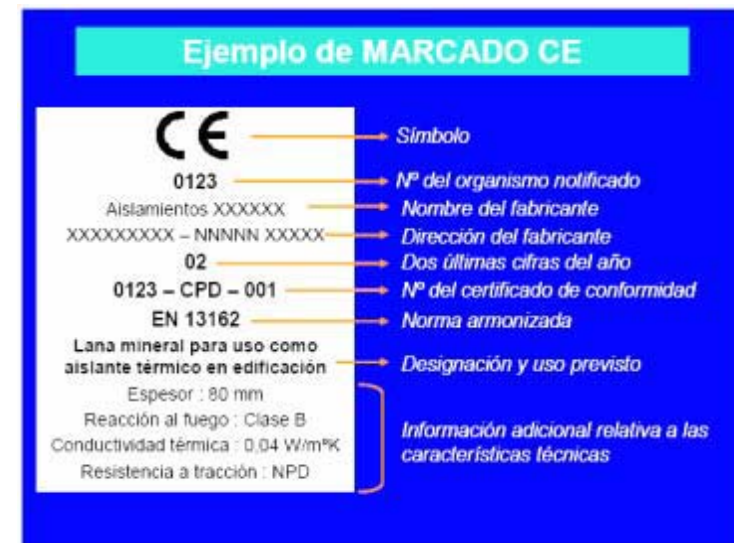 Ejemplo de MARCADO CE
CE
Símbolo
0123
Nº del organismo notificado
Aislamientos XXXXXX
Nombre del fabricante
XXXXXXXXX – NNNNN XXXXX
Dirección del fabricante
02
Dos últimas cifras del año
0123 – CPD – 001
Nº del certificado de conformidad
EN 13162
Norma armonizada
Lana mineral para uso como
aislante térmico en edificación
Designación y uso previsto
Espesor : 80 mm
Reacción al fuego : Clase B
Conductividad térmica : 0,04 W/mºK
Resistencia a tracción : NPD
Información adicional relativa a las
características técnicas